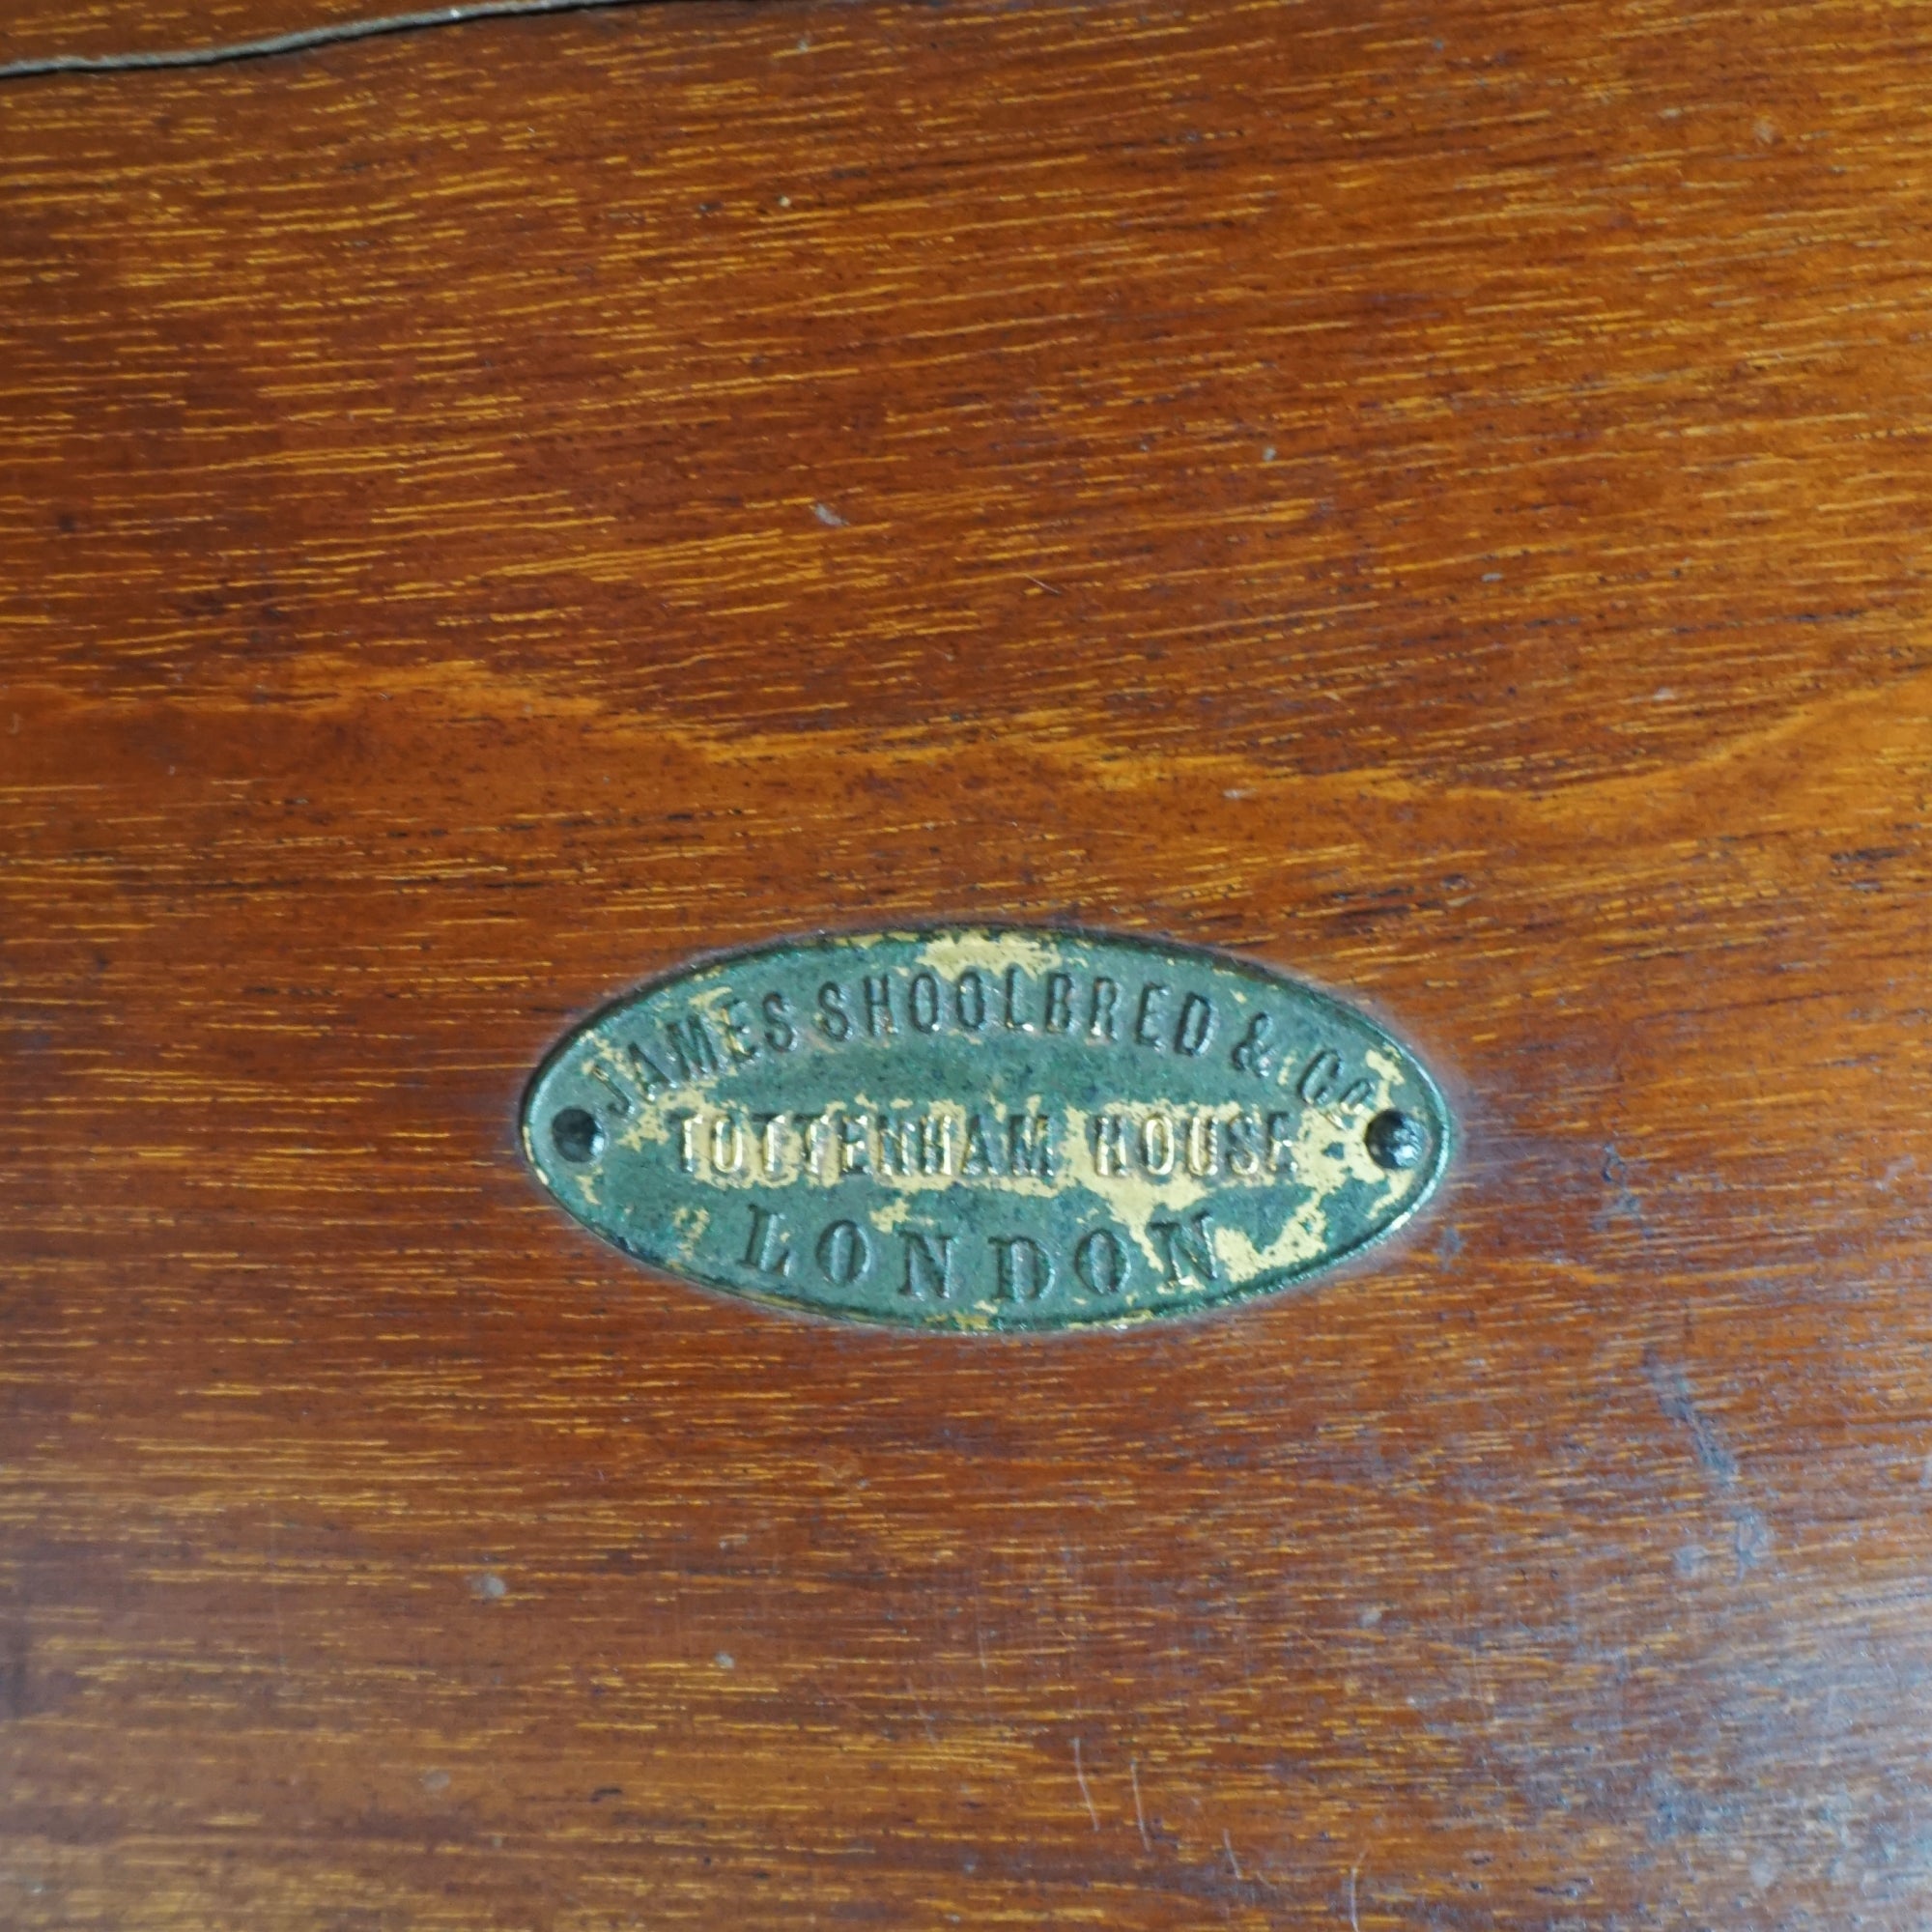 JAMES SHOOLBRED & Co
TOTTENHAM HOUSE
LONDON